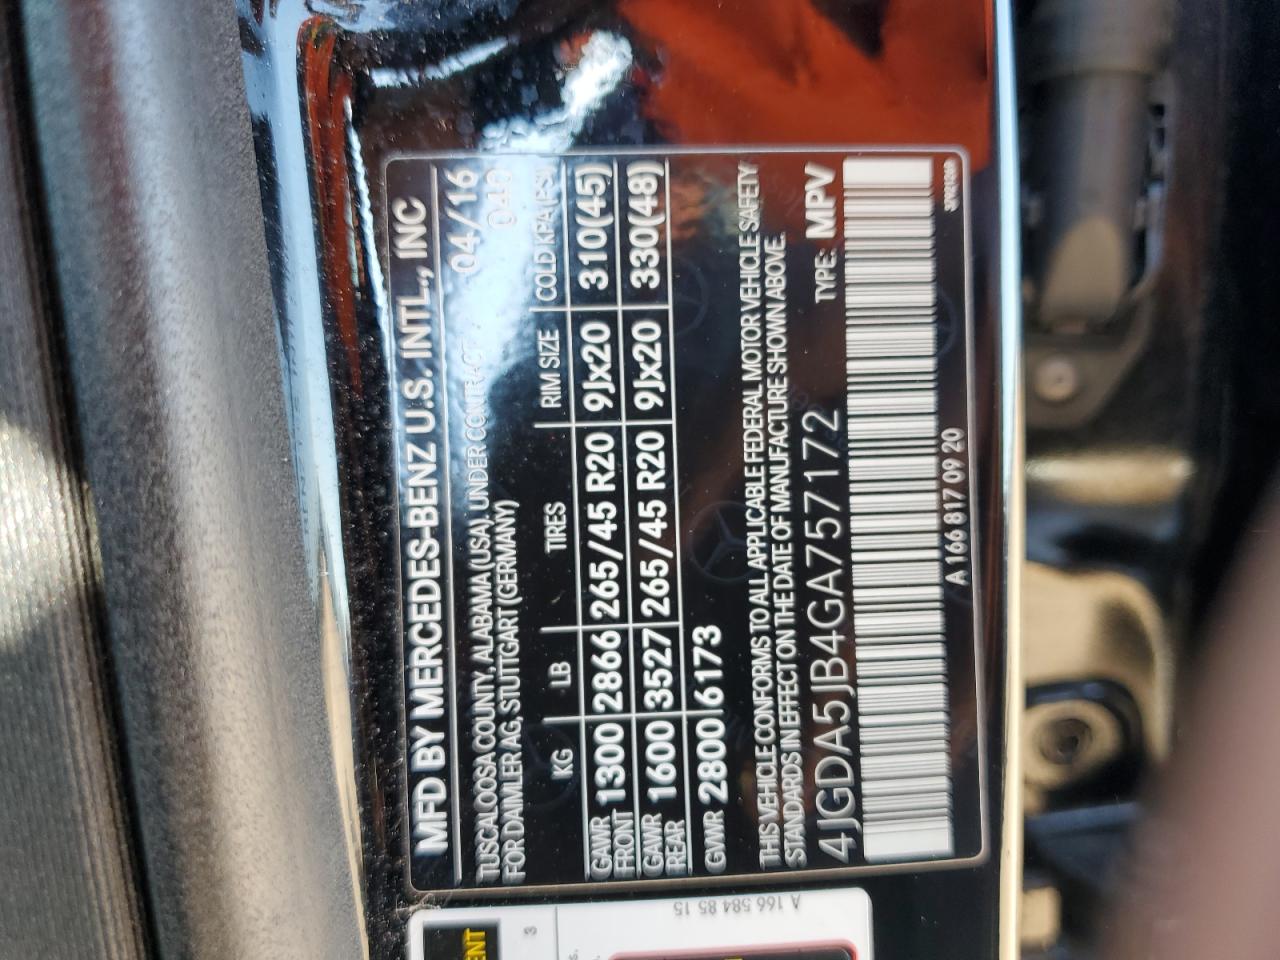 MFD BY MERCEDES-BENZ U.S. INTL., INC
TUSCALOOSA COUNTY, ALABAMA (USA), UNDER CONTRACT 04/16
FOR DAIMLER AG, STUTTGART (GERMANY) 040
KG LB TIRES RIM SIZE COLD KPA (PSI)
GAWR FRONT 1300 2866 265/45 R20 9Jx20 310(45)
GAWR REAR 1600 3527 265/45 R20 9Jx20 330(48)
GVWR 2800 6173
THIS VEHICLE CONFORMS TO ALL APPLICABLE FEDERAL MOTOR VEHICLE SAFETY
STANDARDS IN EFFECT ON THE DATE OF MANUFACTURE SHOWN ABOVE.
4JGDA5JB4GA757172 TYPE: MPV
A 166 817 09 20
A 166 584 85 15
3